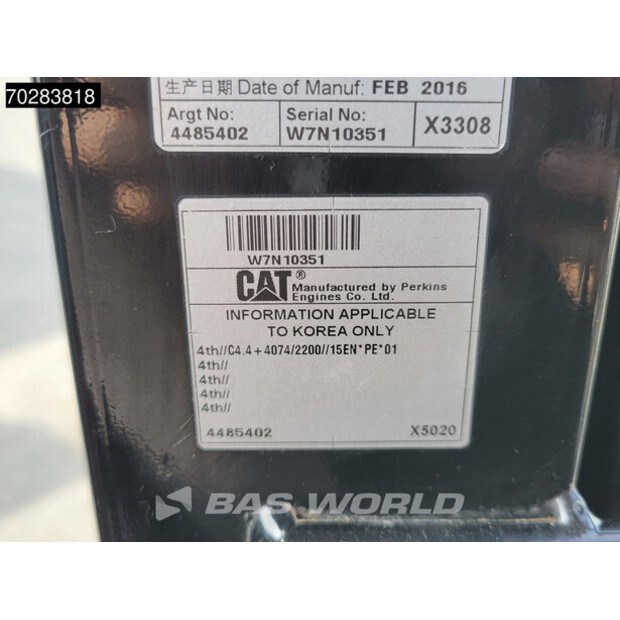 70283818
生产日期 Date of Manuf: FEB 2016
Argt No: Serial No:
4485402 W7N10351 X3308
W7N10351
CAT® Manufactured by Perkins
Engines Co. Ltd.
INFORMATION APPLICABLE
TO KOREA ONLY
4th//C4.4+4074/2200//15EN*PE*01
4th//
4th//
4th//
4th//
4485402 X5020
BAS WORLD